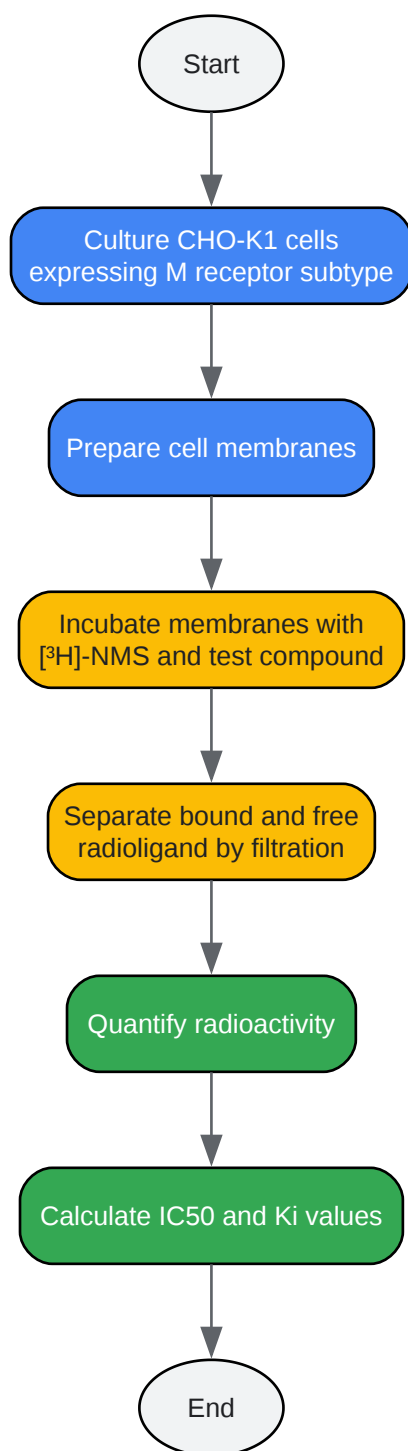 Start
Culture CHO-K1 cells
expressing M receptor subtype
Prepare cell membranes
Incubate membranes with
[³H]-NMS and test compound
Separate bound and free
radioligand by filtration
Quantify radioactivity
Calculate IC50 and Ki values
End